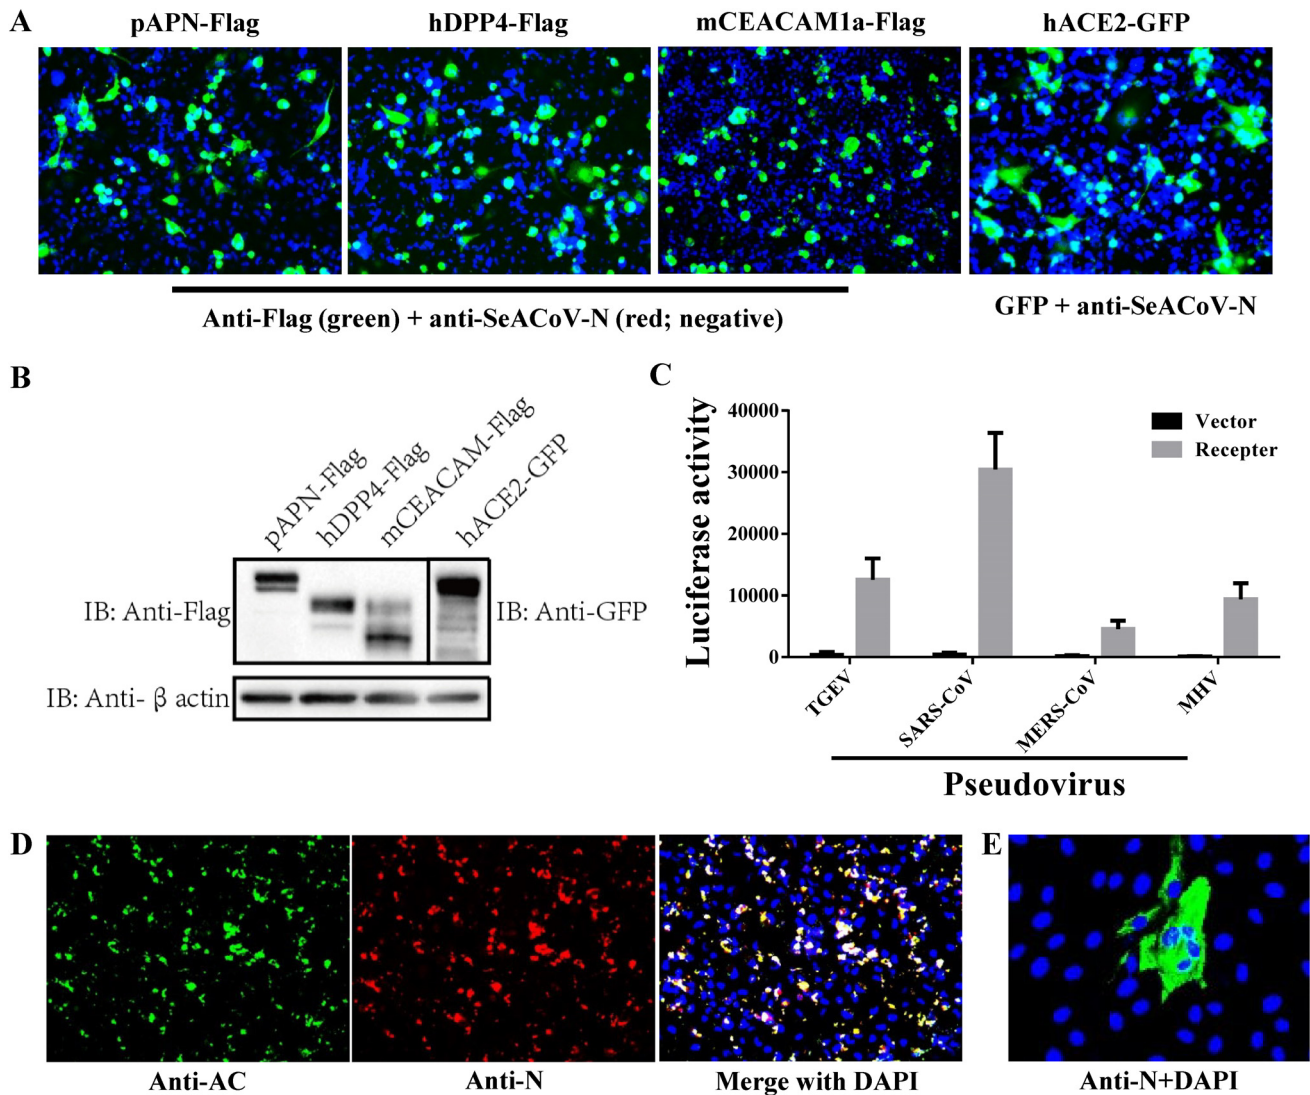 A
pAPN-Flag
hDPP4-Flag
mCEACAM1a-Flag
hACE2-GFP
Anti-Flag (green) + anti-SeACoV-N (red; negative)
GFP + anti-SeACoV-N
B
pAPN-Flag
hDPP4-Flag
mCEACAM-Flag
hACE2-GFP
IB: Anti-Flag
IB: Anti-GFP
IB: Anti- β actin
C
Luciferase activity
40000
30000
20000
10000
0
Vector
Recepter
TGEV
SARS-CoV
MERS-CoV
MHV
Pseudovirus
D
Anti-AC
Anti-N
Merge with DAPI
E
Anti-N+DAPI